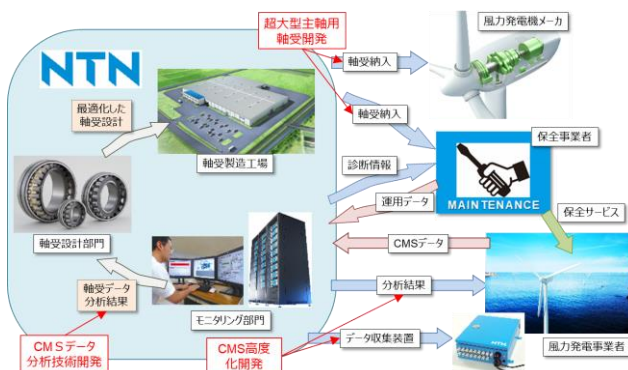 超大型主軸用
軸受開発
風力発電機メーカ
NTN
軸受納入
最適化した
軸受設計
軸受納入
保全事業者
軸受製造工場
診断情報
MAINTENANCE
運用データ
保全サービス
軸受設計部門
CMSデータ
軸受データ
分析結果
モニタリング部門
分析結果
CMSデータ
分析技術開発
CMS高度
化開発
データ収集装置
NTN
風力発電事業者